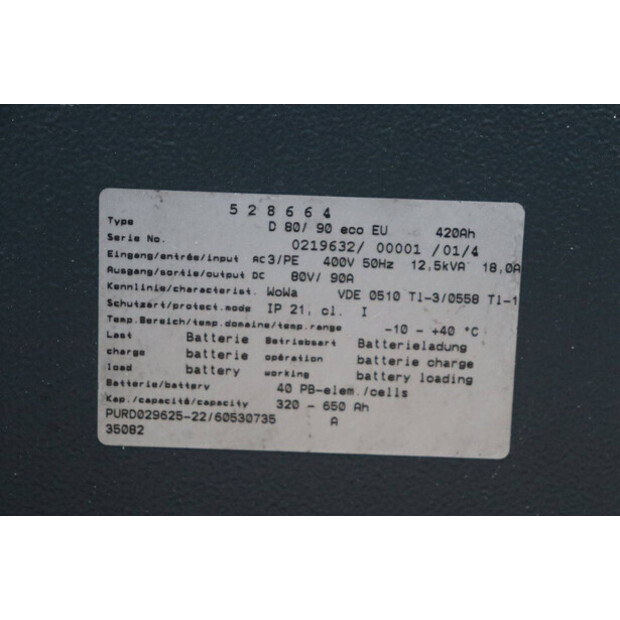 528664
Type D 80/ 90 eco EU 420Ah
Serie No. 0219632/ 00001 /01/4
Eingang/entrée/input AC 3/PE 400V 50Hz 12,5kVA 18,0A
Ausgang/sortie/output DC 80V/ 90A
Kennlinie/characterist. WoWa VDE 0510 Tl-3/0558 Tl-1
Schutzart/protect.mode IP 21, cl. I
Temp.Bereich/temp.domaine/temp.range -10 - +40 °C
Last Batterie Betriebsart Batterieladung
charge batterie opération batterie charge
load battery working battery loading
Batterie/battery 40 PB-elem./cells
Kap./capacité/capacity 320 - 650 Ah
PURD029625-22/60530735 A
35082